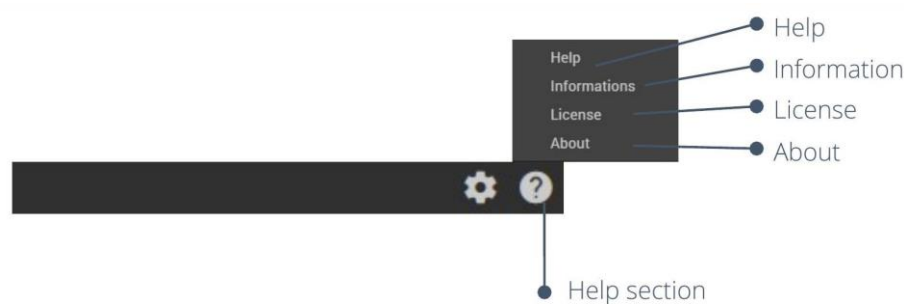 Help
Help
Informations
Information
License
License
About
About
?
Help section